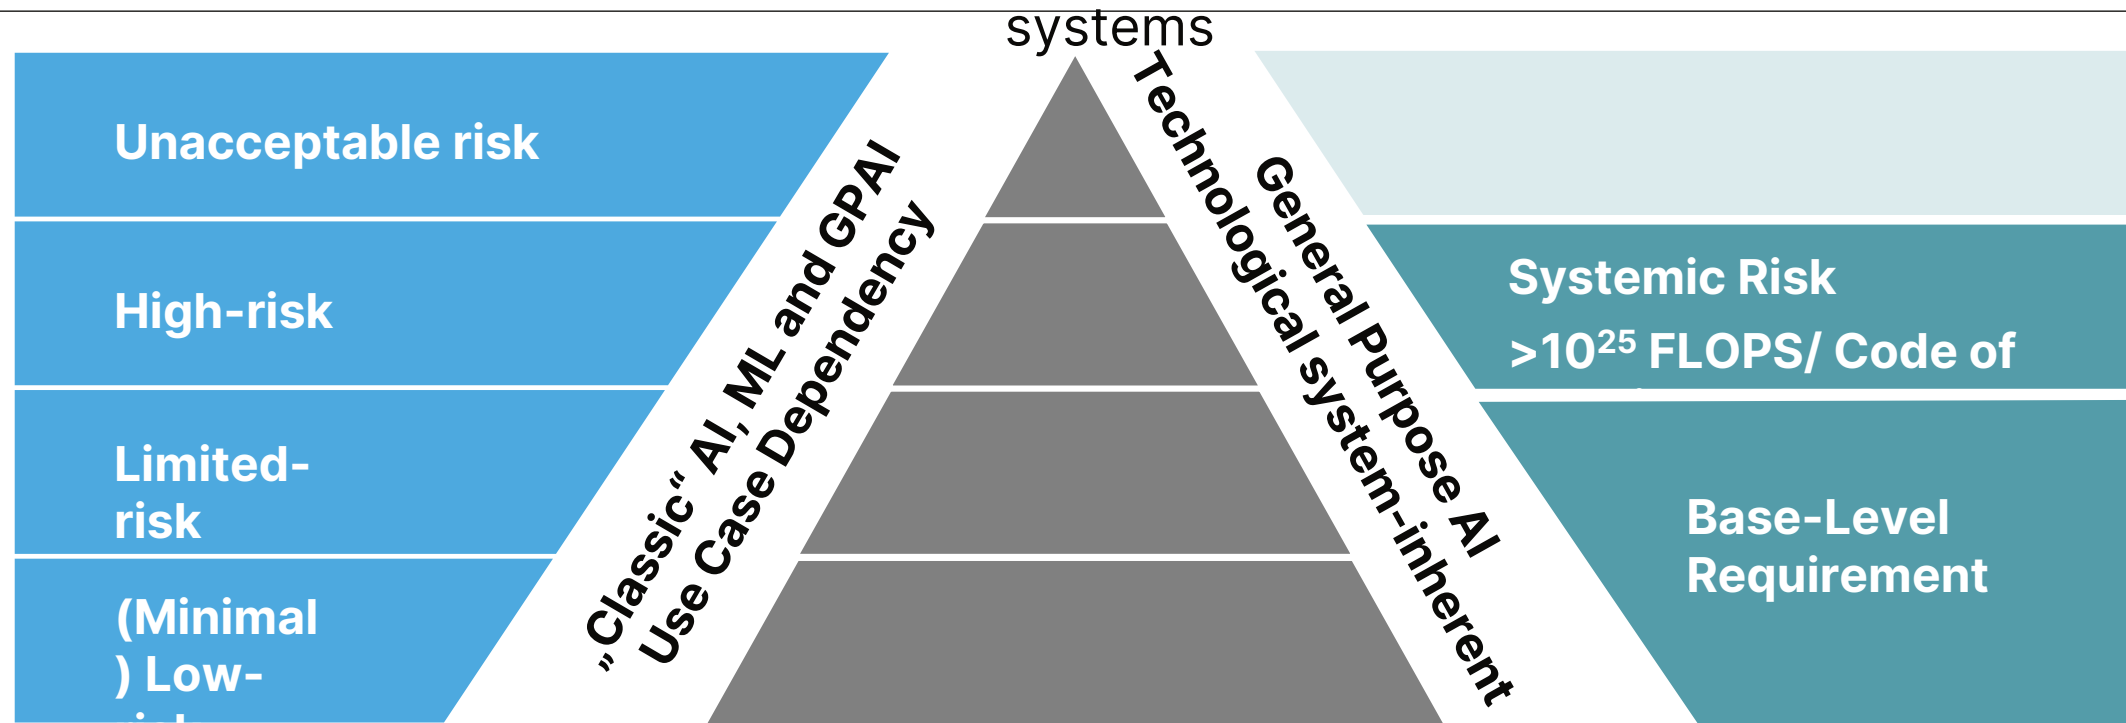 systems
Unacceptable risk
High-risk
Limited-
risk
(Minimal
) Low-
„Classic“ AI, ML and GPAI
Use Case Dependency
General Purpose AI
Technological system-inherent
Systemic Risk
>10²⁵ FLOPS/ Code of
Base-Level
Requirement